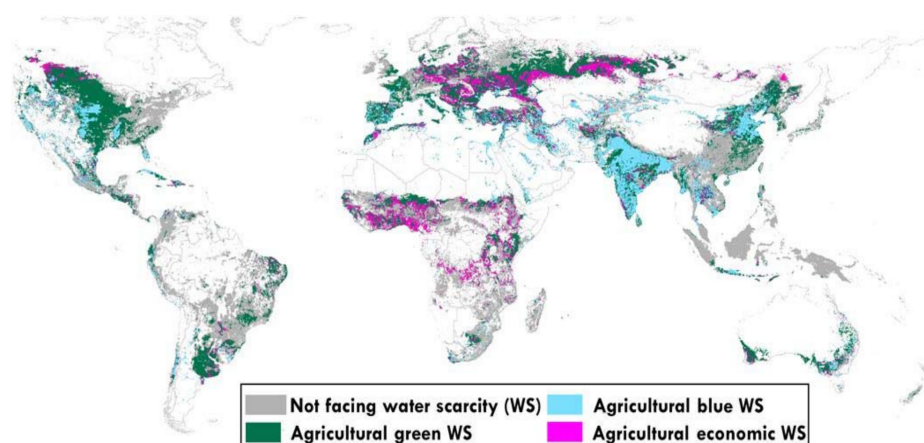 Not facing water scarcity (WS) Agricultural blue WS
Agricultural green WS Agricultural economic WS